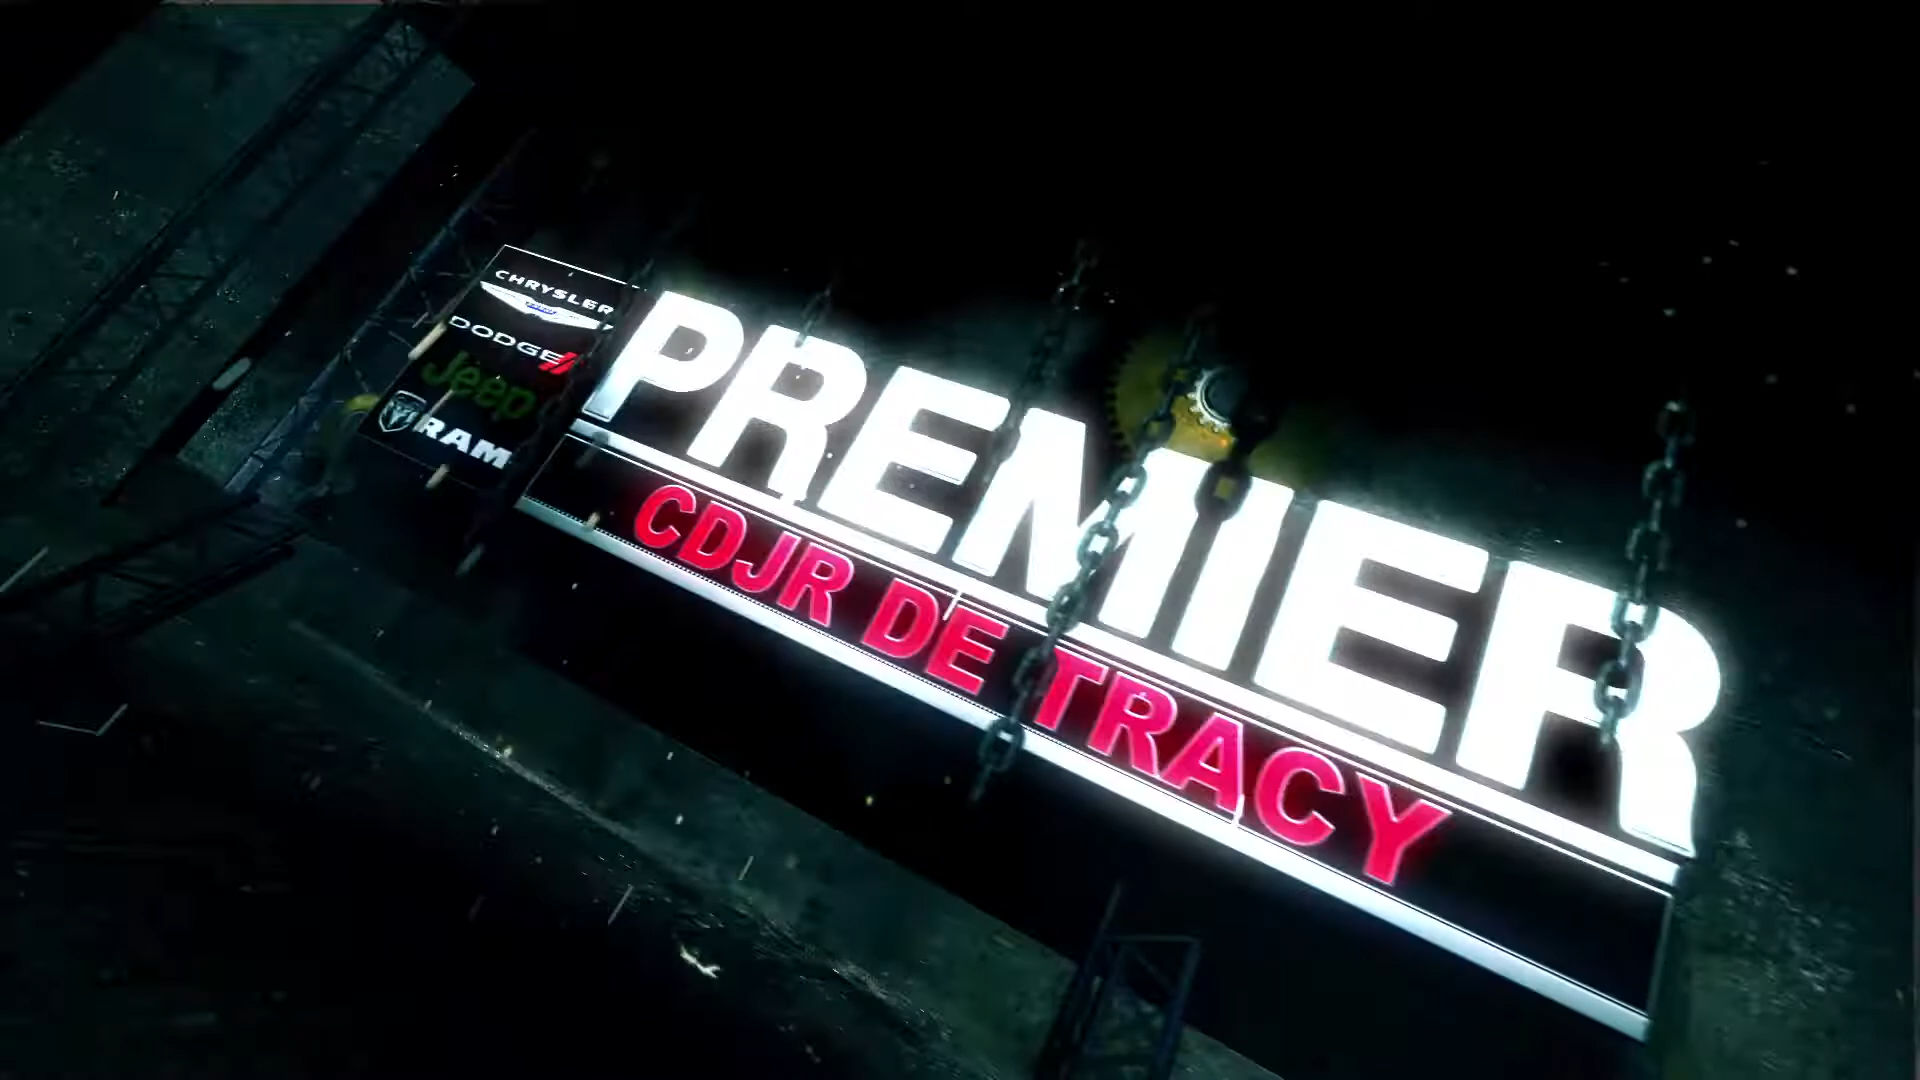 CHRYSLER
DODGE
Jeep
RAM
PREMIER
CDJR DE TRACY